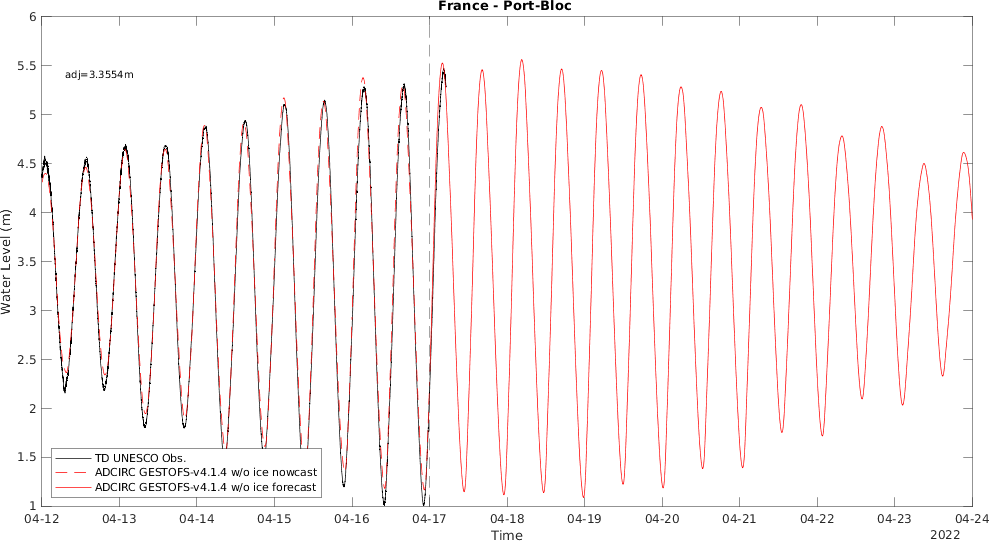 France - Port-Bloc
adj=3.3554m
6
5.5
5
4.5
4
3.5
3
2.5
2
1.5
1
Water Level (m)
TD UNESCO Obs.
ADCIRC GESTOFS-v4.1.4 w/o ice nowcast
ADCIRC GESTOFS-v4.1.4 w/o ice forecast
04-12 04-13 04-14 04-15 04-16 04-17 04-18 04-19 04-20 04-21 04-22 04-23 04-24
Time
2022